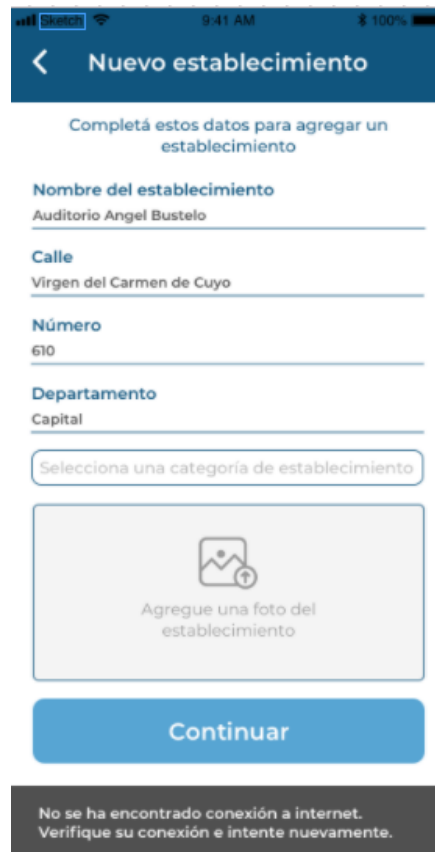 Sketch 9:41 AM 100%
Nuevo establecimiento
Completá estos datos para agregar un
establecimiento
Nombre del establecimiento
Auditorio Angel Bustelo
Calle
Virgen del Carmen de Cuyo
Número
610
Departamento
Capital
Selecciona una categoría de establecimiento
Agregue una foto del
establecimiento
Continuar
No se ha encontrado conexión a internet.
Verifique su conexión e intente nuevamente.